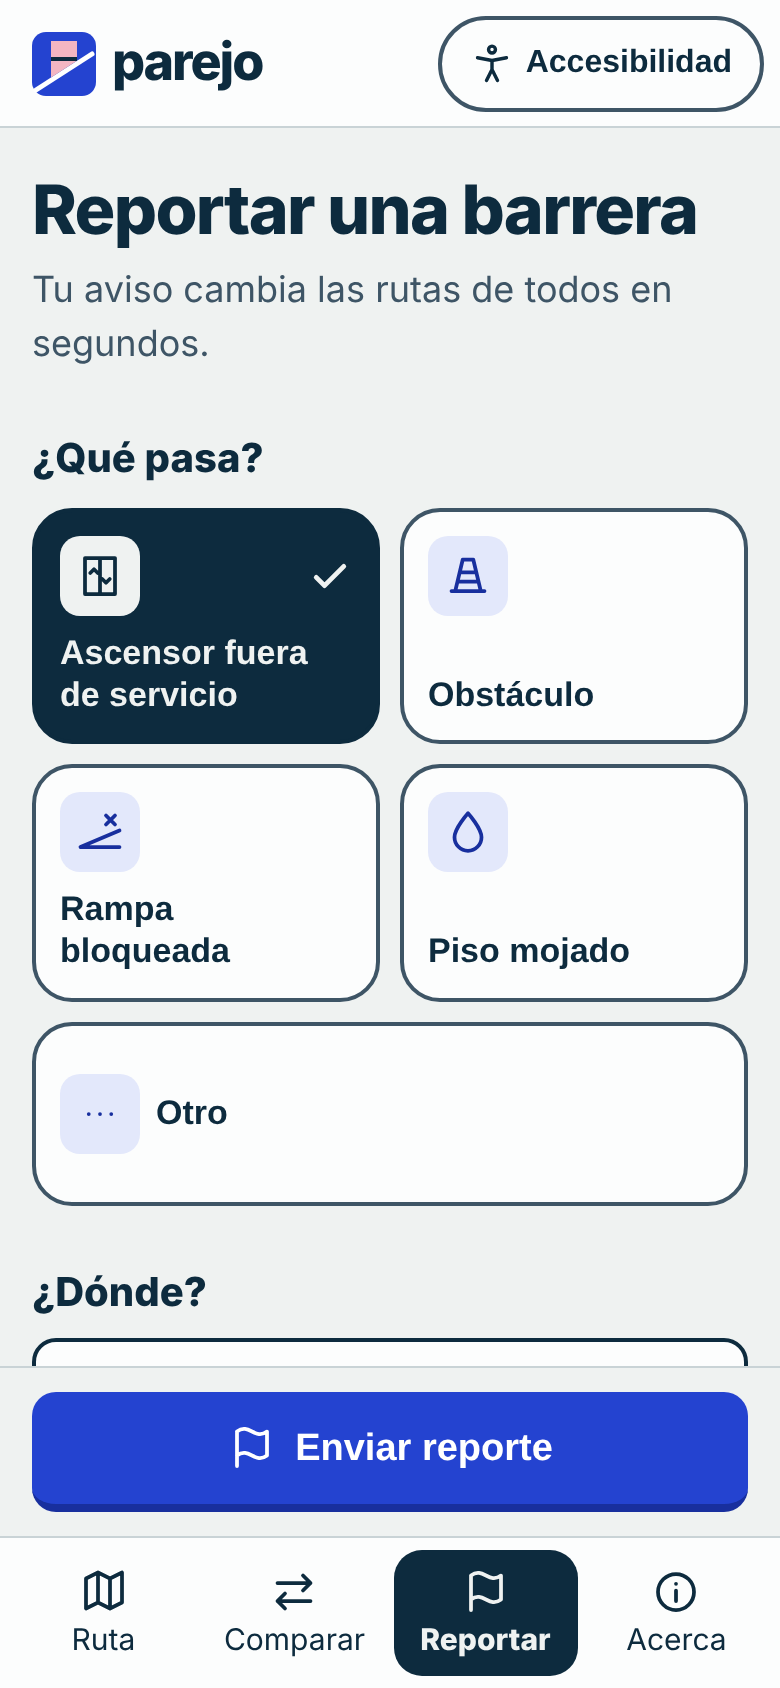 parejo
Accesibilidad
Reportar una barrera
Tu aviso cambia las rutas de todos en
segundos.
¿Qué pasa?
Ascensor fuera
de servicio
Obstáculo
Rampa
bloqueada
Piso mojado
Otro
¿Dónde?
Enviar reporte
Ruta
Comparar
Reportar
Acerca